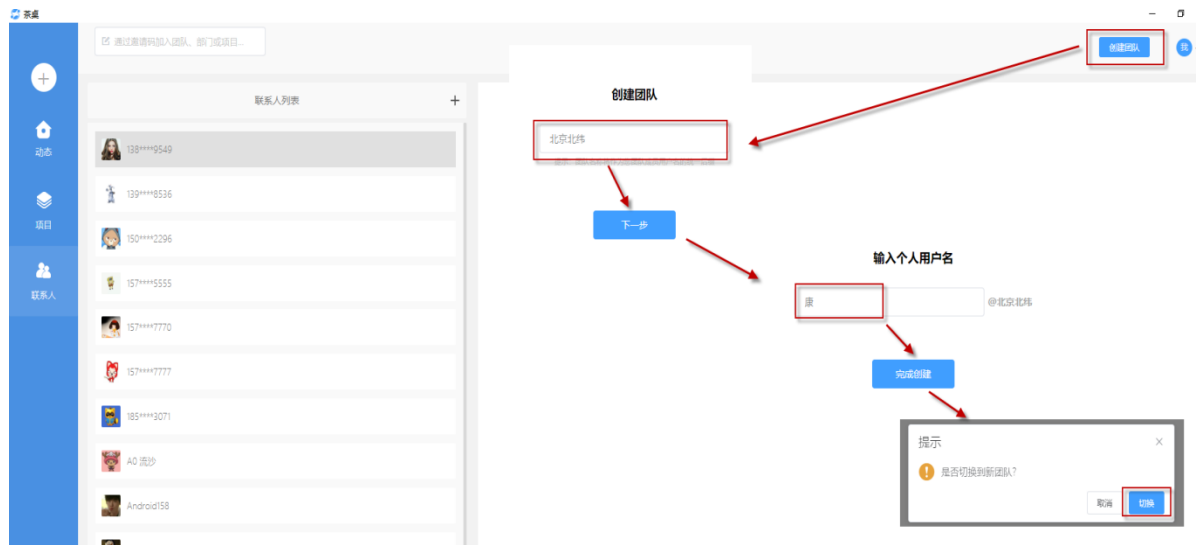 茶桌
通过邀请码加入团队、部门或项目...
创建团队
我
动态
项目
联系人
联系人列表
138****9549
139****8536
150****2296
157****5555
157****7770
157****7777
185****3071
A0 流沙
Android158
创建团队
北京北纬
下一步
输入个人用户名
康
@北京北纬
完成创建
提示
是否切换到新团队?
取消
切换